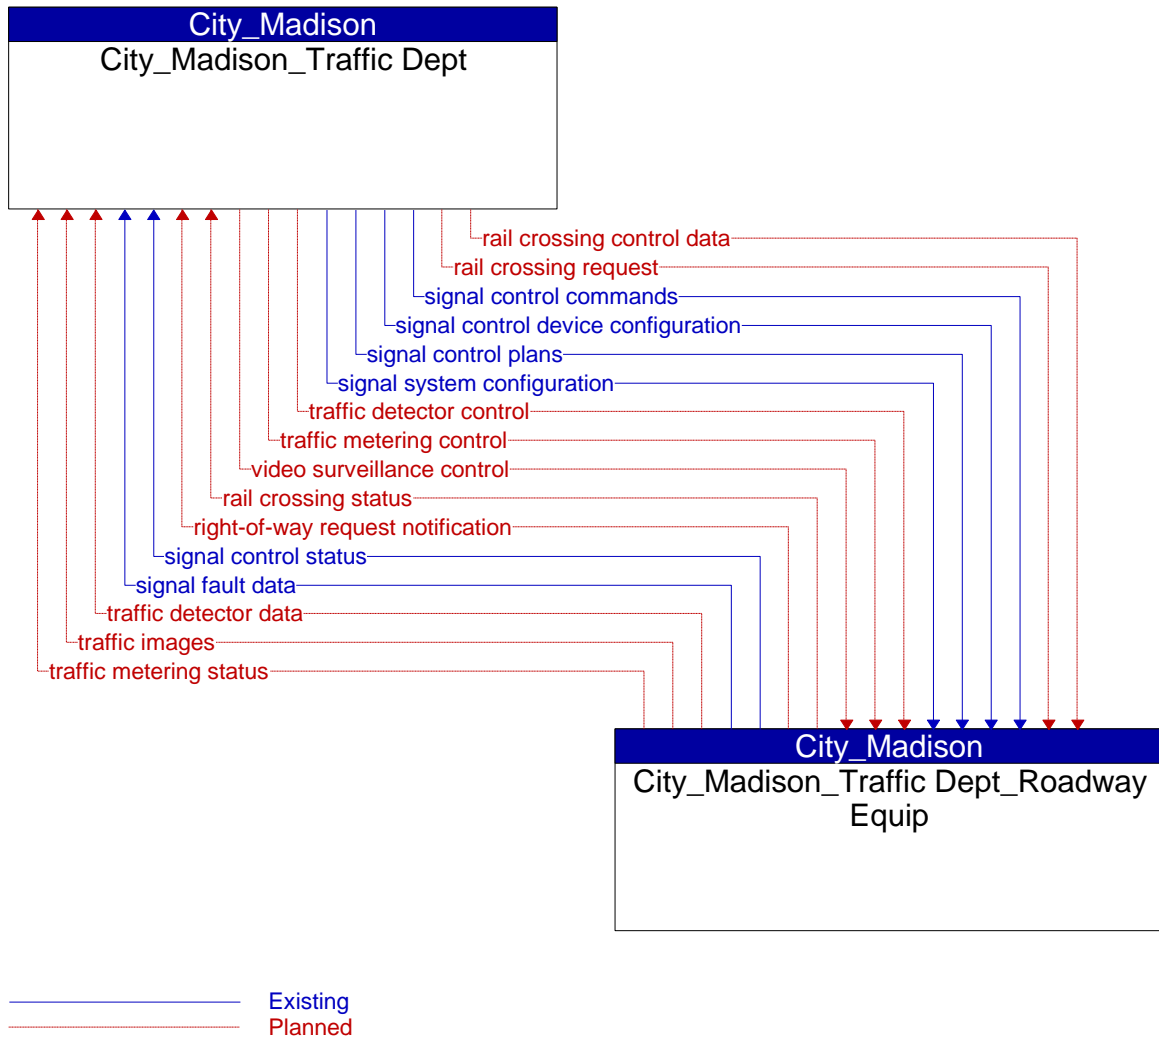 City_Madison
City_Madison_Traffic Dept
rail crossing control data
rail crossing request
signal control commands
signal control device configuration
signal control plans
signal system configuration
traffic detector control
traffic metering control
video surveillance control
rail crossing status
right-of-way request notification
signal control status
signal fault data
traffic detector data
traffic images
traffic metering status
City_Madison
City_Madison_Traffic Dept_Roadway
Equip
Existing
Planned